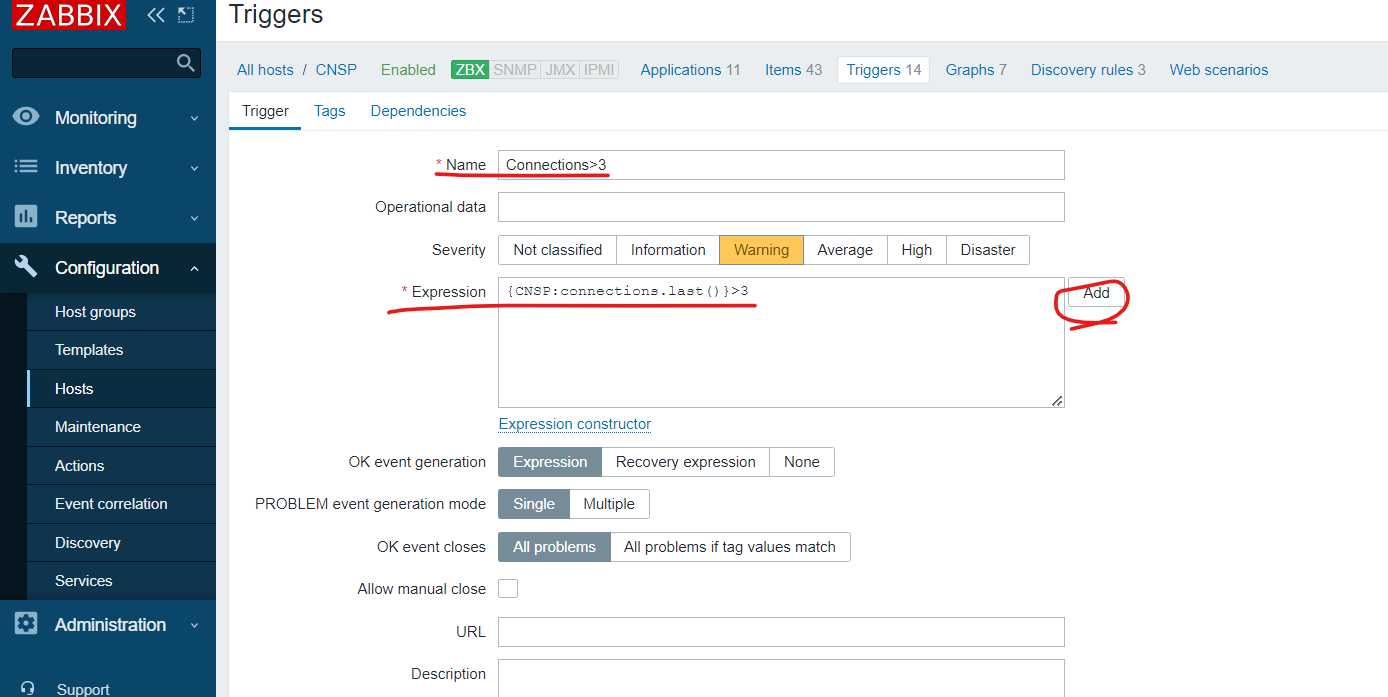 ZABBIX
Triggers
All hosts / CNSP Enabled ZBX SNMP JMX IPMI Applications 11 Items 43 Triggers 14 Graphs 7 Discovery rules 3 Web scenarios
Trigger Tags Dependencies
Monitoring
Inventory
Reports
Configuration
Host groups
Templates
Hosts
Maintenance
Actions
Event correlation
Discovery
Services
Administration
Support
* Name Connections>3
Operational data
Severity Not classified Information Warning Average High Disaster
* Expression {CNSP:connections.last()}>3 Add
Expression constructor
OK event generation Expression Recovery expression None
PROBLEM event generation mode Single Multiple
OK event closes All problems All problems if tag values match
Allow manual close
URL
Description